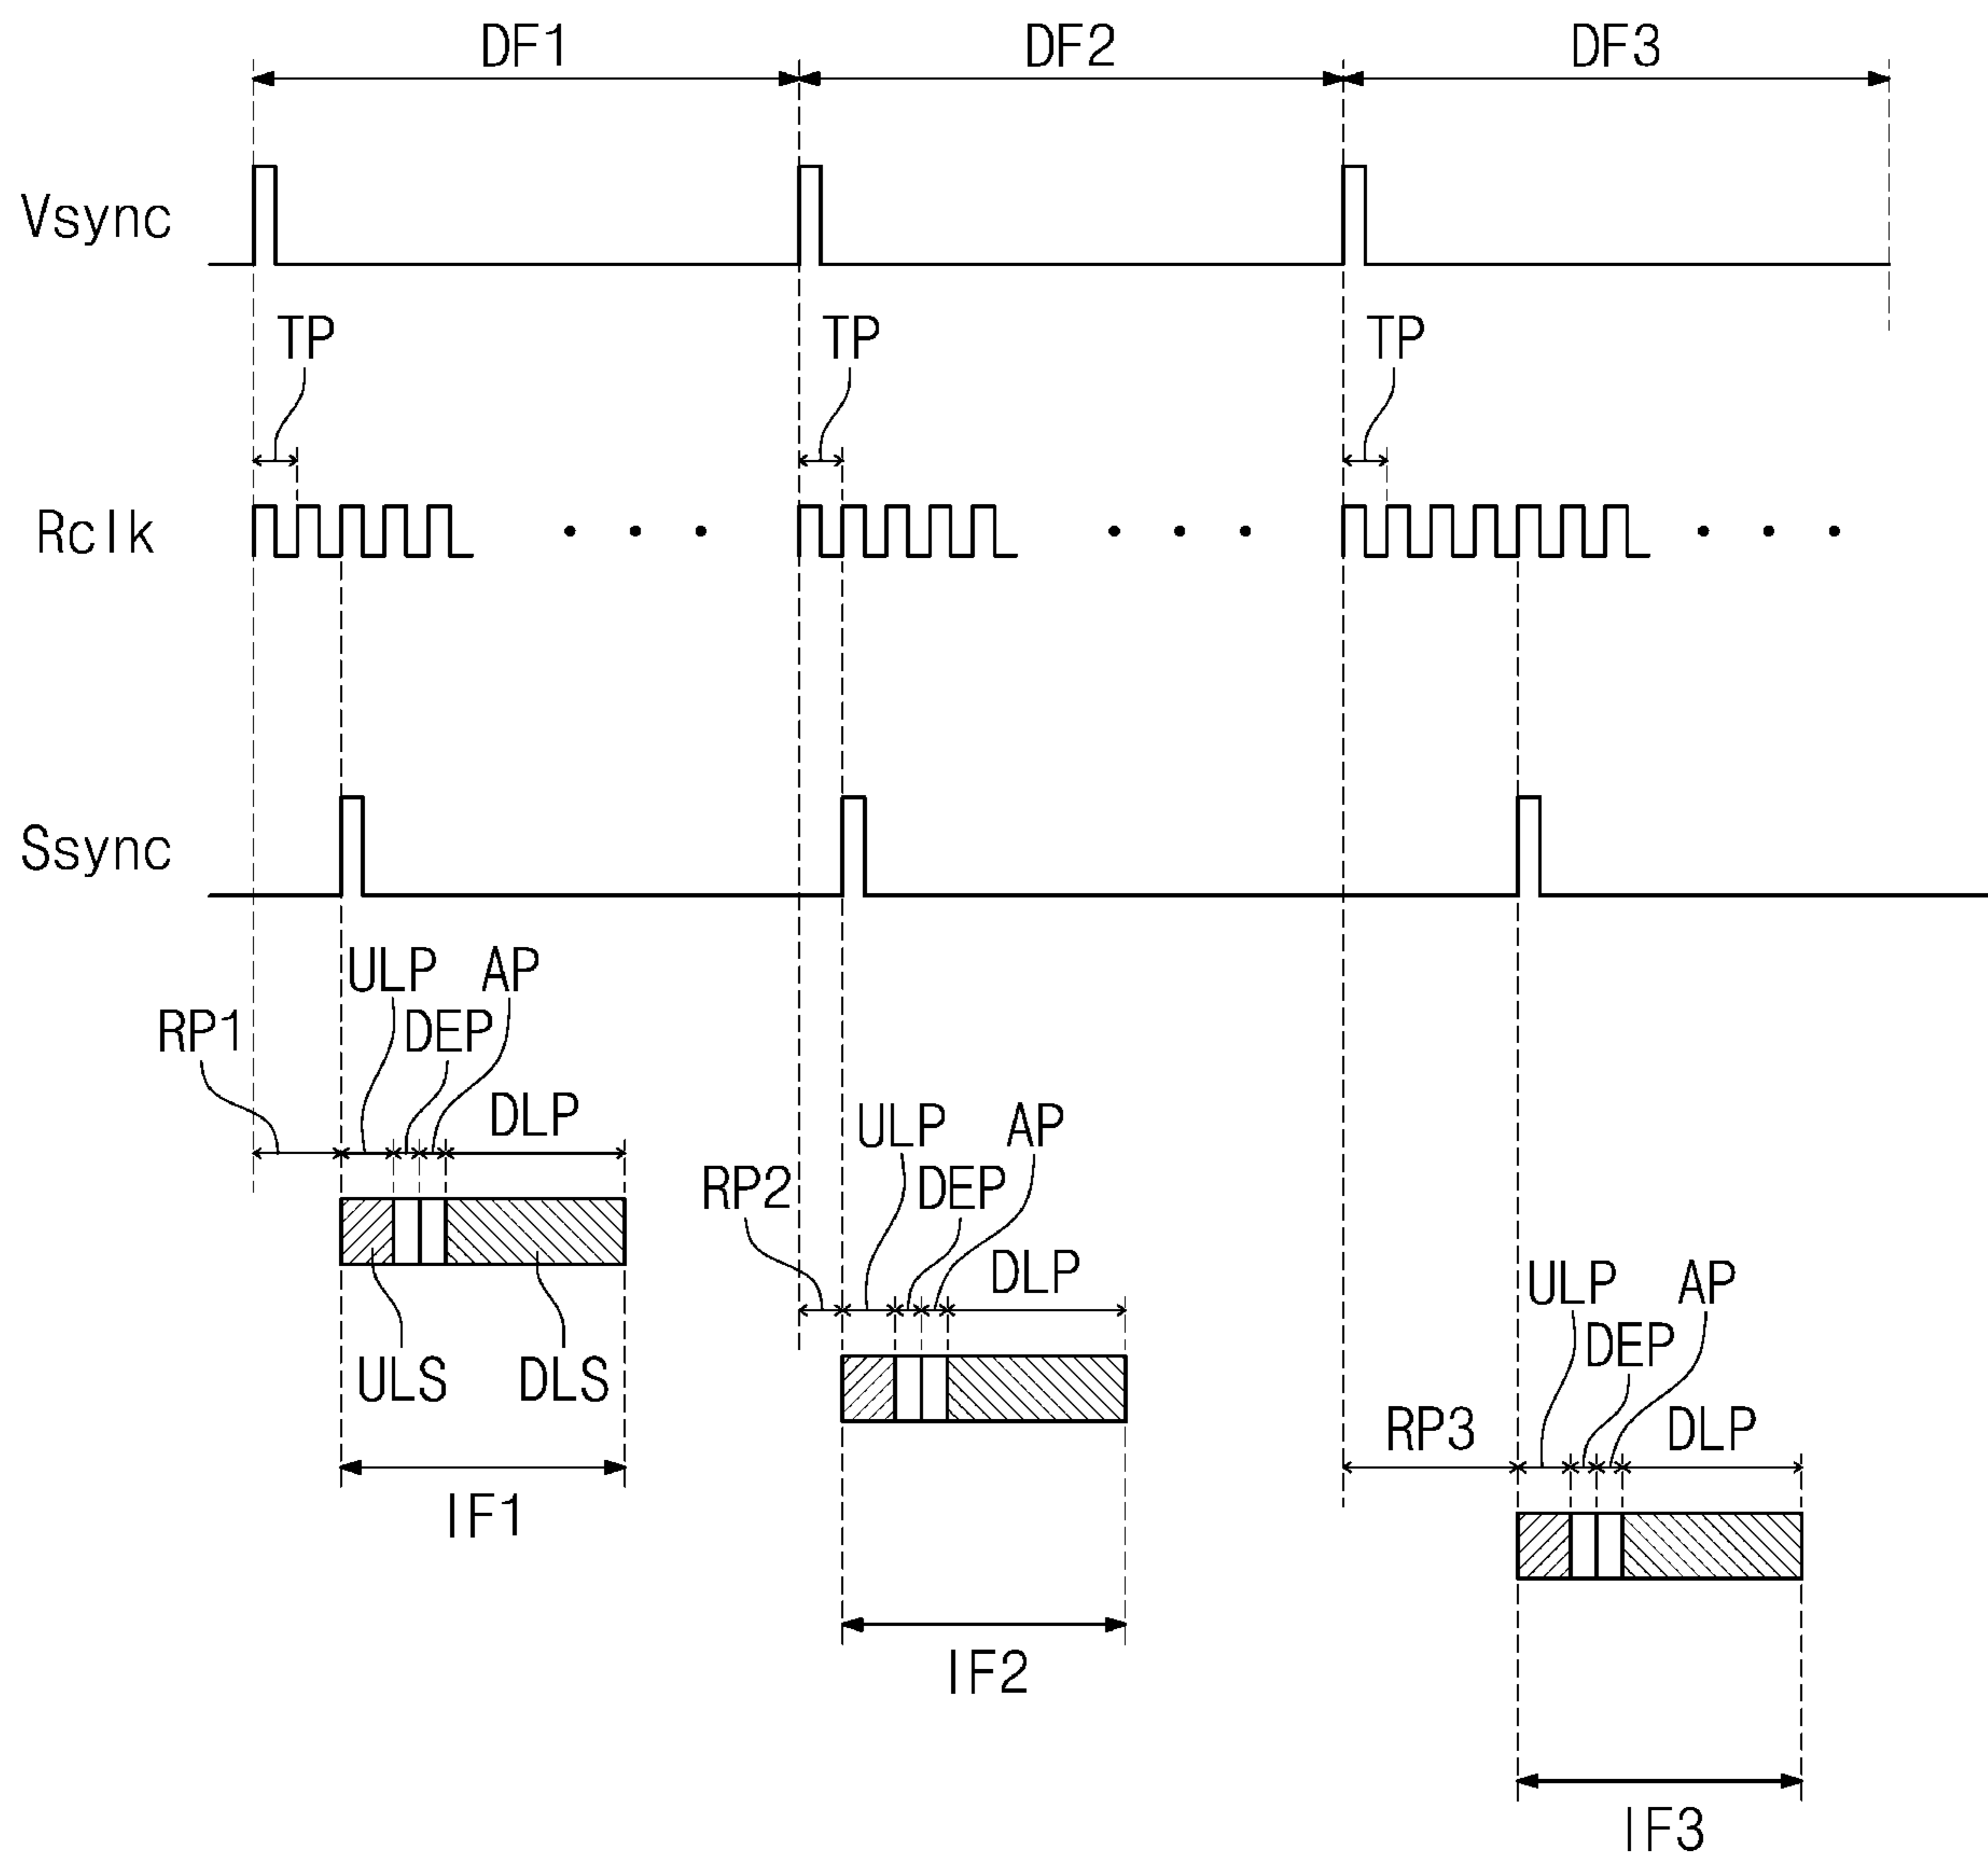 DF1 DF2 DF3
Vsync
TP TP TP
Rclk
Ssync
ULP AP
RP1 DEP
DLP
ULP AP
RP2 DEP
DLP
ULS DLS
ULP AP
DEP
RP3 DLP
IF1
IF2
IF3